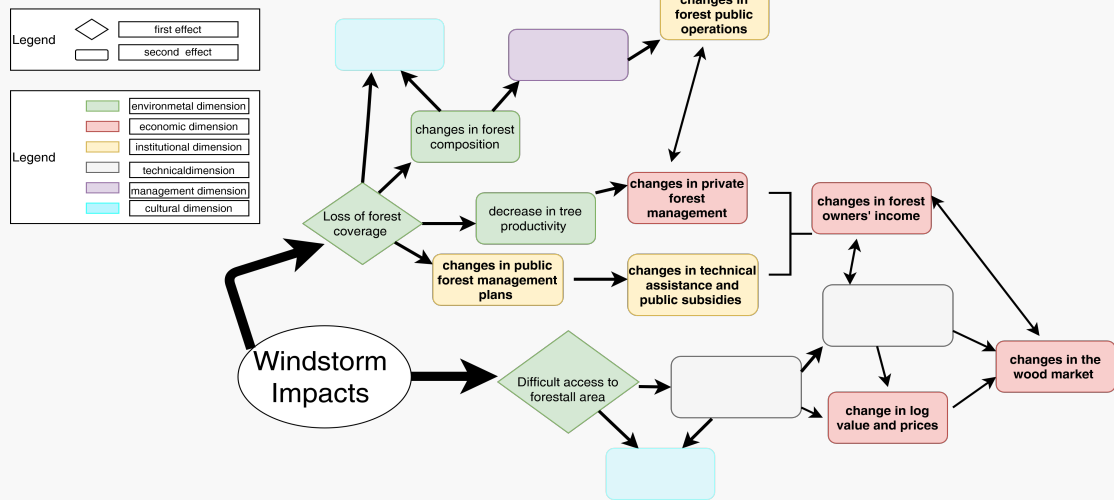 Legend
first effect
second effect
Legend
environmetal dimension
economic dimension
institutional dimension
technicaldimension
management dimension
cultural dimension
changes in
forest public
operations
changes in forest
composition
Loss of forest
coverage
decrease in tree
productivity
changes in private
forest
management
changes in forest
owners' income
changes in public
forest management
plans
changes in technical
assistance and
public subsidies
Windstorm
Impacts
Difficult access to
forestall area
changes in the
wood market
change in log
value and prices